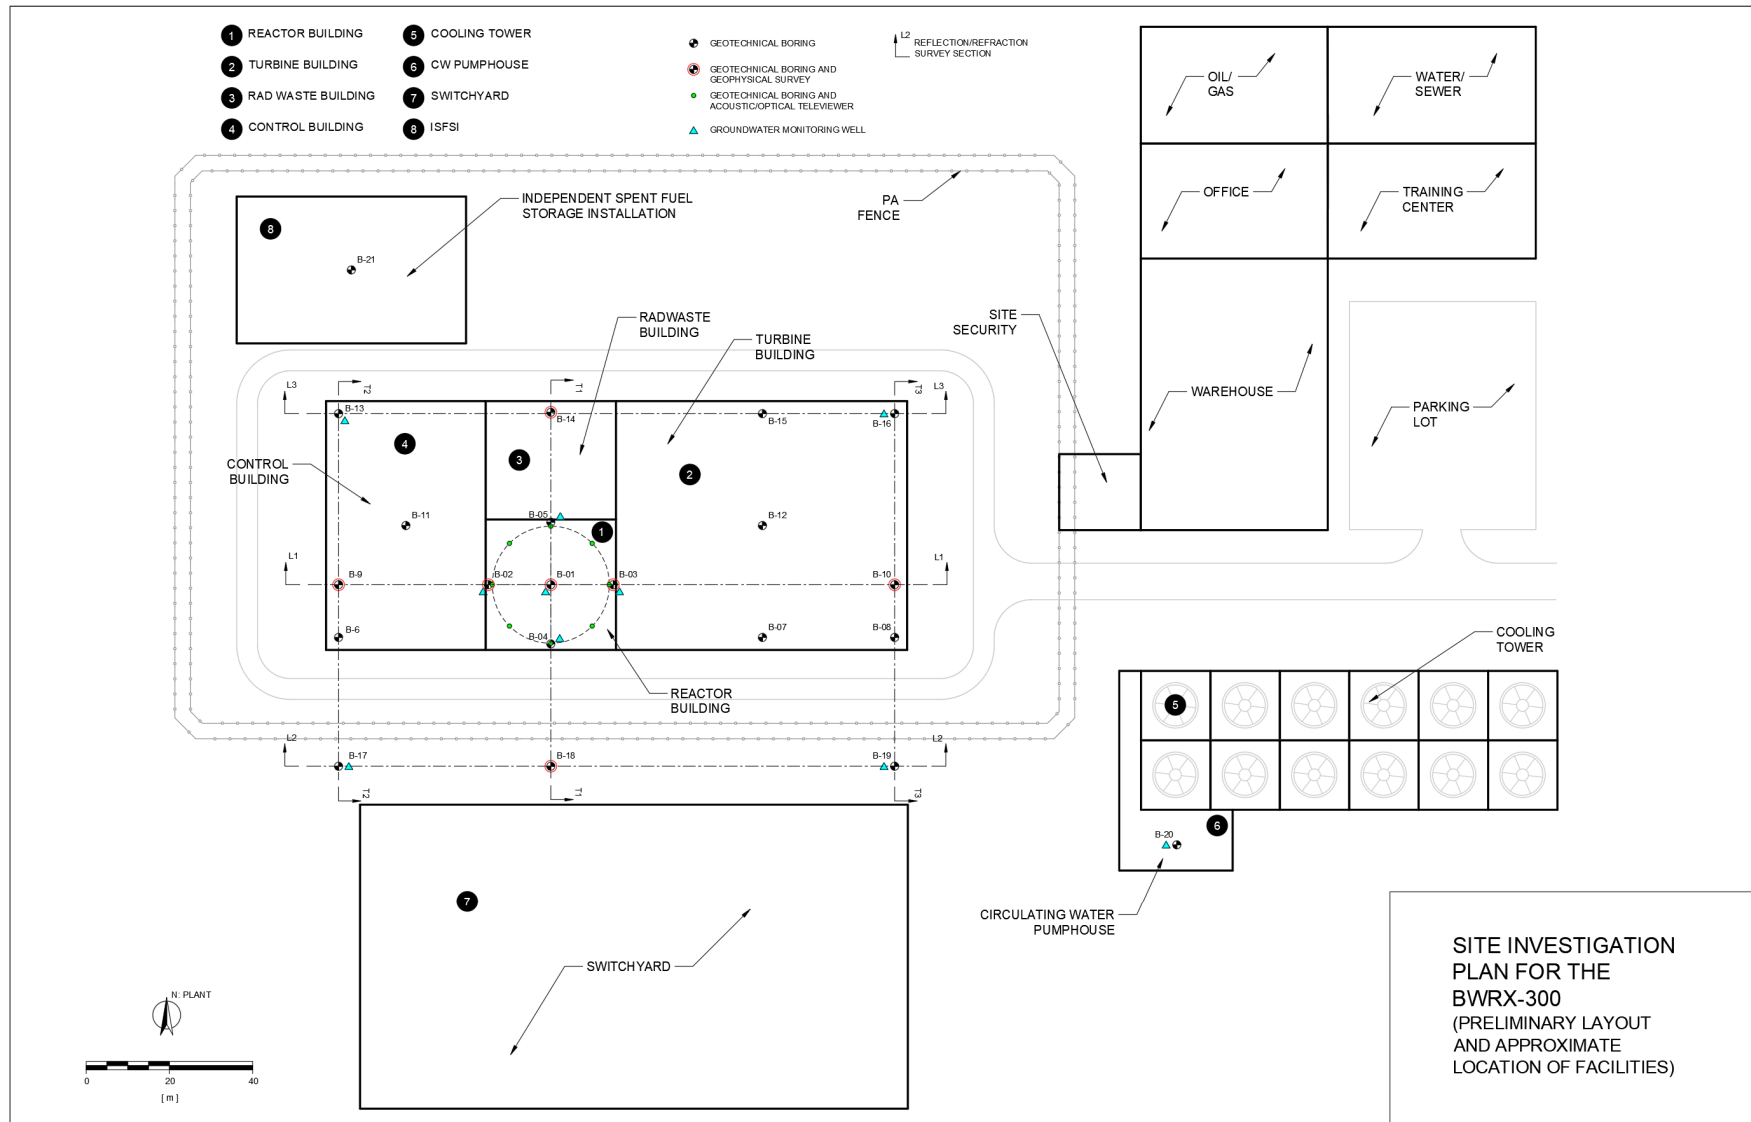 1 REACTOR BUILDING
2 TURBINE BUILDING
3 RAD WASTE BUILDING
4 CONTROL BUILDING
5 COOLING TOWER
6 CW PUMPHOUSE
7 SWITCHYARD
8 ISFSI
GEOTECHNICAL BORING
GEOTECHNICAL BORING AND
GEOPHYSICAL SURVEY
GEOTECHNICAL BORING AND
ACOUSTIC/OPTICAL TELEVIEWER
GROUNDWATER MONITORING WELL
L2
REFLECTION/REFRACTION
SURVEY SECTION
OIL/
GAS
WATER/
SEWER
OFFICE
TRAINING
CENTER
PA
FENCE
8
B-21
INDEPENDENT SPENT FUEL
STORAGE INSTALLATION
RADWASTE
BUILDING
TURBINE
BUILDING
SITE
SECURITY
WAREHOUSE
PARKING
LOT
L3
T2
T1
T3
L3
B-13
B-14
B-15
B-16
4
3
2
CONTROL
BUILDING
B-11
B-05
1
B-12
L1
L1
B-9
B-02
B-01
B-03
B-10
B-6
B-04
B-07
B-08
REACTOR
BUILDING
COOLING
TOWER
5
L2
L2
B-17
B-18
B-19
T2
T1
T3
6
B-20
CIRCULATING WATER
PUMPHOUSE
7
SWITCHYARD
N: PLANT
0 20 40
[ m ]
SITE INVESTIGATION
PLAN FOR THE
BWRX-300
(PRELIMINARY LAYOUT
AND APPROXIMATE
LOCATION OF FACILITIES)